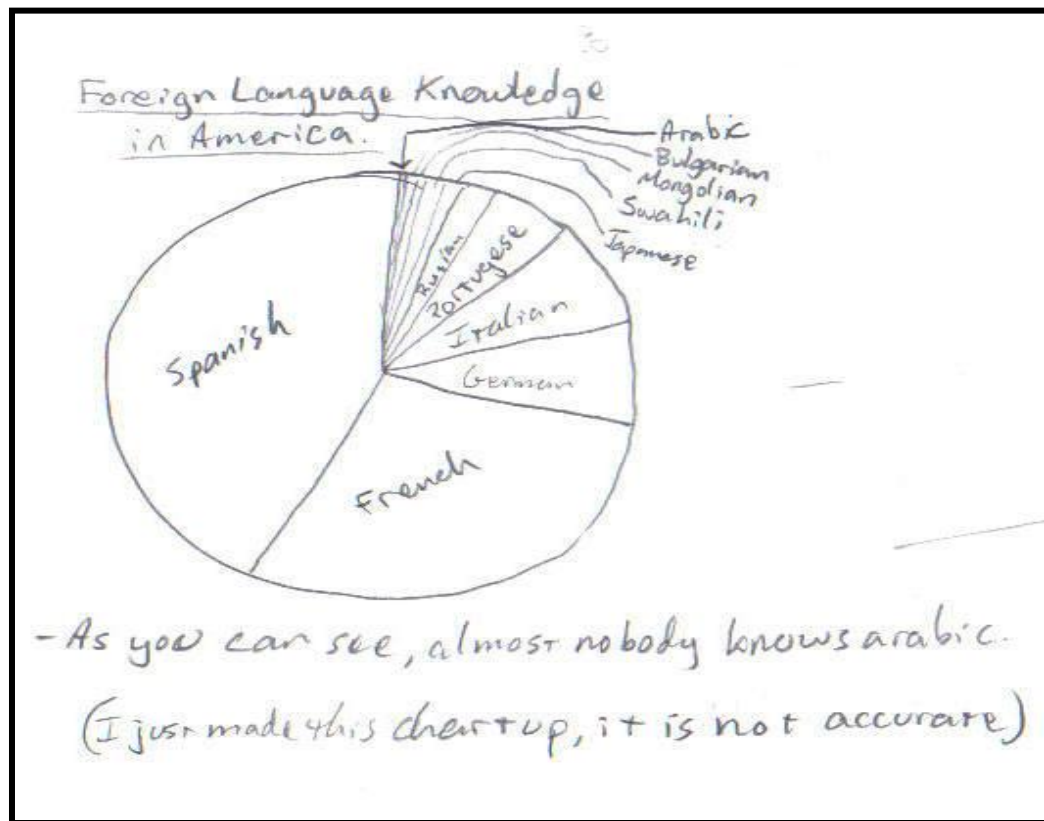 Foreign Language Knowledge
in America.
Arabic
Bulgarian
Mongolian
Swahili
Japanese
Russian
Portugese
Italian
German
Spanish
French
- As you can see, almost nobody knows arabic.
(I just made this chart up, it is not accurate)